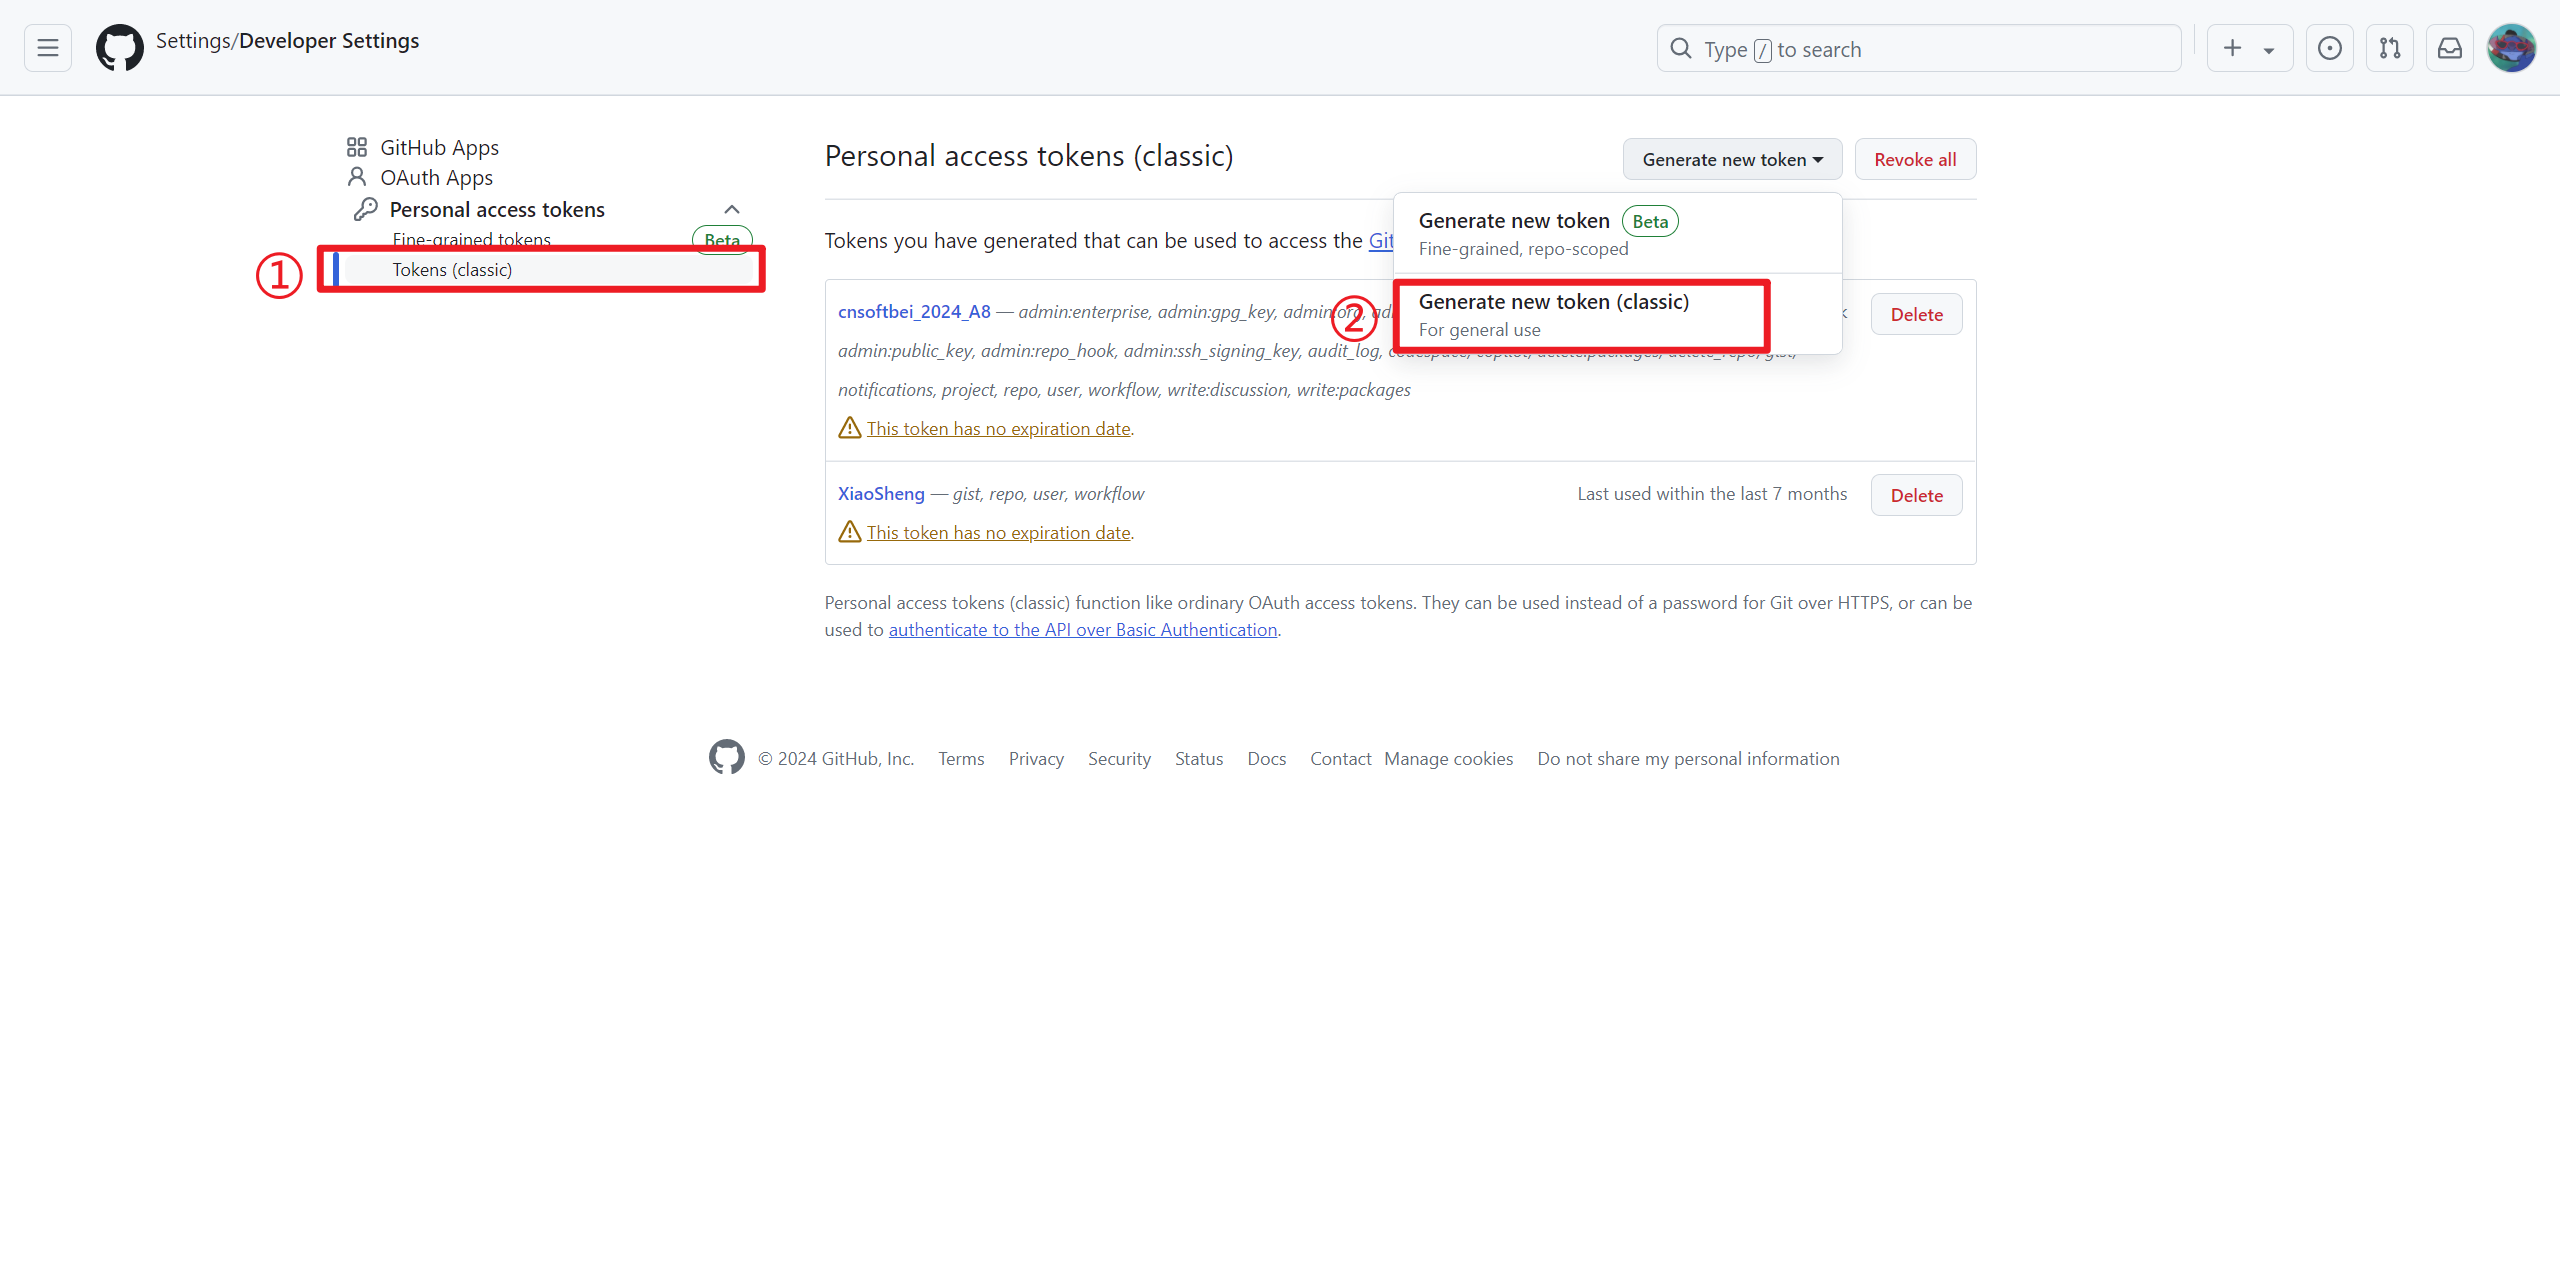 Settings/Developer Settings
Type / to search
GitHub Apps
OAuth Apps
Personal access tokens
Fine-grained tokens Beta
① Tokens (classic)
Personal access tokens (classic)
Generate new token
Revoke all
Generate new token Beta
Fine-grained, repo-scoped
② Generate new token (classic)
For general use
Tokens you have generated that can be used to access the Git
cnsoftbei_2024_A8 — admin:enterprise, admin:gpg_key, admin:org,
Delete
admin:public_key, admin:repo_hook, admin:ssh_signing_key, audit_log, codespace, copilot, delete:packages, delete_repo, gist,
notifications, project, repo, user, workflow, write:discussion, write:packages
This token has no expiration date.
XiaoSheng — gist, repo, user, workflow
Last used within the last 7 months
Delete
This token has no expiration date.
Personal access tokens (classic) function like ordinary OAuth access tokens. They can be used instead of a password for Git over HTTPS, or can be
used to authenticate to the API over Basic Authentication.
© 2024 GitHub, Inc. Terms Privacy Security Status Docs Contact Manage cookies Do not share my personal information